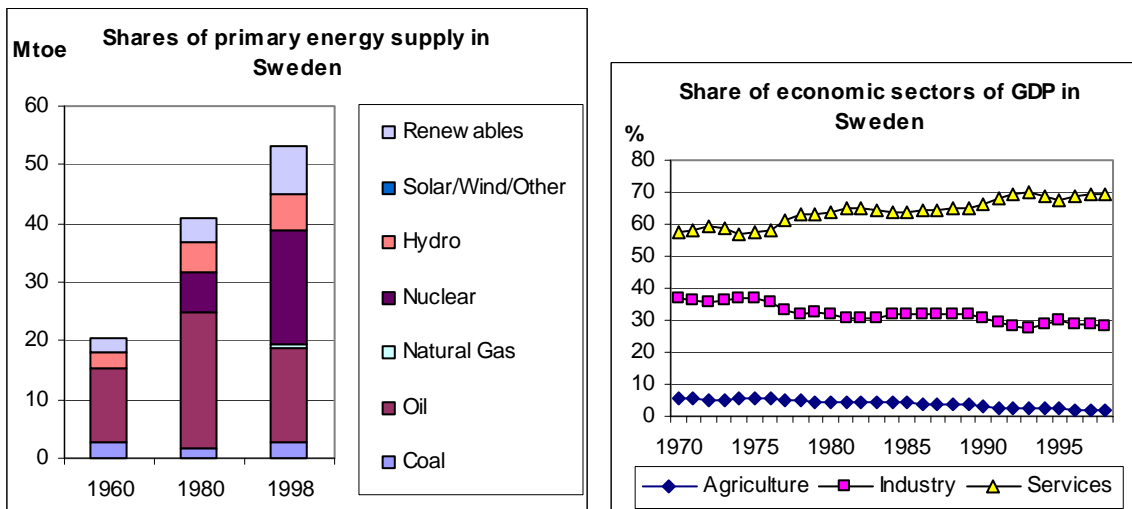 Mtoe
Shares of primary energy supply in
Sweden
60
50
40
30
20
10
0
1960 1980 1998
Renewables
Solar/Wind/Other
Hydro
Nuclear
Natural Gas
Oil
Coal
Share of economic sectors of GDP in
Sweden
%
80
70
60
50
40
30
20
10
0
1970 1975 1980 1985 1990 1995
Agriculture Industry Services